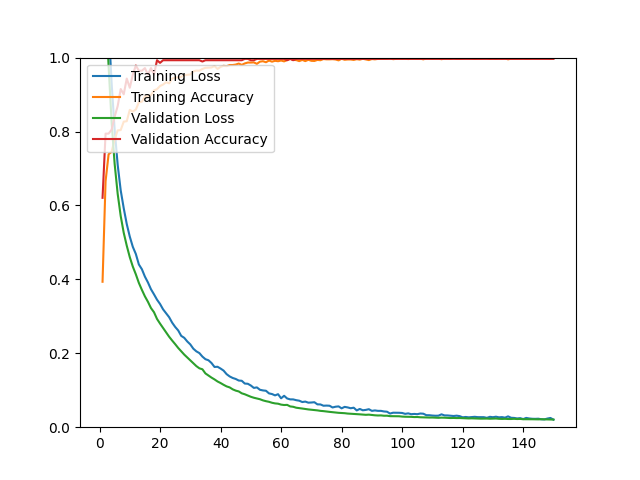 1.0
0.8
0.6
0.4
0.2
0.0
Training Loss
Training Accuracy
Validation Loss
Validation Accuracy
0 20 40 60 80 100 120 140